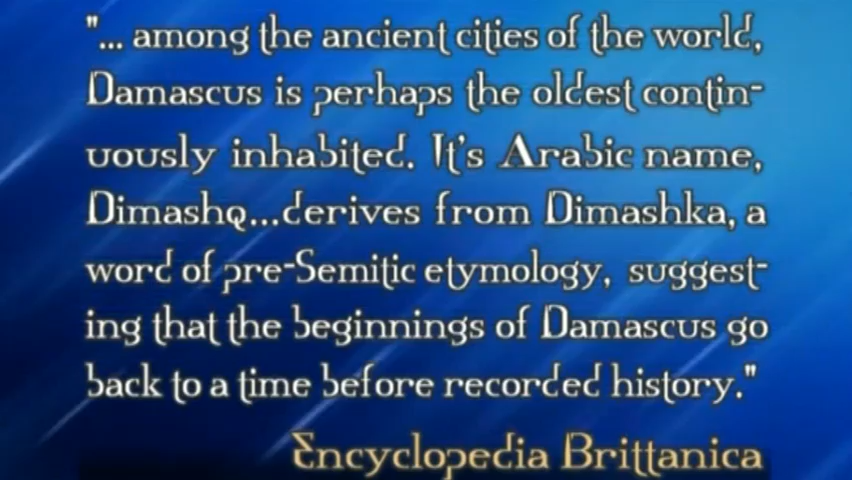 "... among the ancient cities of the world,
Damascus is perhaps the oldest contin-
uously inhabited. It's Arabic name,
Dimashq...derives from Dimashka, a
word of pre-Semitic etymology, suggest-
ing that the beginnings of Damascus go
back to a time before recorded history."
Encyclopedia Brittanica